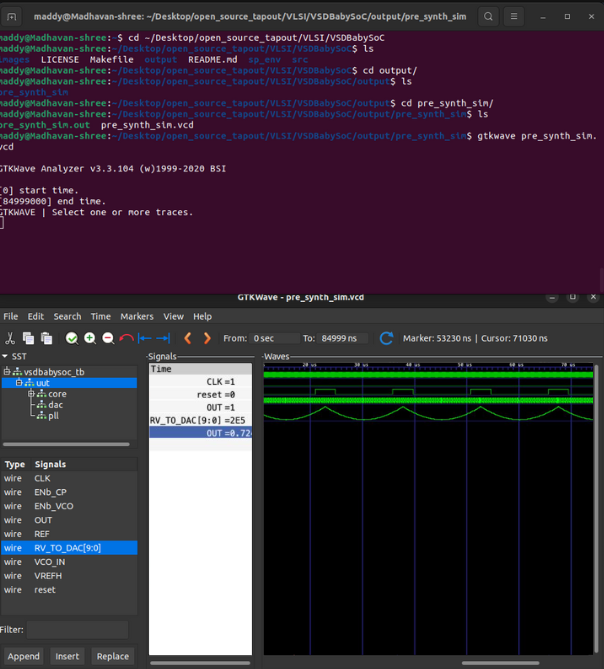 maddy@Madhavan-shree: ~/Desktop/open_source_tapout/VLSI/VSDBabySoC/output/pre_synth_sim
maddy@Madhavan-shree:~$ cd ~/Desktop/open_source_tapout/VLSI/VSDBabySoC
maddy@Madhavan-shree:~/Desktop/open_source_tapout/VLSI/VSDBabySoC$ ls
images LICENSE Makefile output README.md sp_env src
maddy@Madhavan-shree:~/Desktop/open_source_tapout/VLSI/VSDBabySoC$ cd output/
maddy@Madhavan-shree:~/Desktop/open_source_tapout/VLSI/VSDBabySoC/output$ ls
pre_synth_sim
maddy@Madhavan-shree:~/Desktop/open_source_tapout/VLSI/VSDBabySoC/output$ cd pre_synth_sim/
maddy@Madhavan-shree:~/Desktop/open_source_tapout/VLSI/VSDBabySoC/output/pre_synth_sim$ ls
pre_synth_sim.out pre_synth_sim.vcd
maddy@Madhavan-shree:~/Desktop/open_source_tapout/VLSI/VSDBabySoC/output/pre_synth_sim$ gtkwave pre_synth_sim.
vcd
GTKWave Analyzer v3.3.104 (w)1999-2020 BSI
[0] start time.
[84999000] end time.
GTKWAVE | Select one or more traces.
GTKWave - pre_synth_sim.vcd
File Edit Search Time Markers View Help
From: 0 sec To: 84999 ns Marker: 53230 ns | Cursor: 71030 ns
SST
vsdbabysoc_tb
uut
core
dac
pll
Type Signals
wire CLK
wire ENb_CP
wire ENb_VCO
wire OUT
wire REF
wire RV_TO_DAC[9:0]
wire VCO_IN
wire VREFH
wire reset
Filter:
Append Insert Replace
Signals
Time
CLK =1
reset =0
OUT =1
RV_TO_DAC[9:0] =2E5
OUT =0.72
Waves
20 us 30 us 40 us 50 us 60 us 70 us